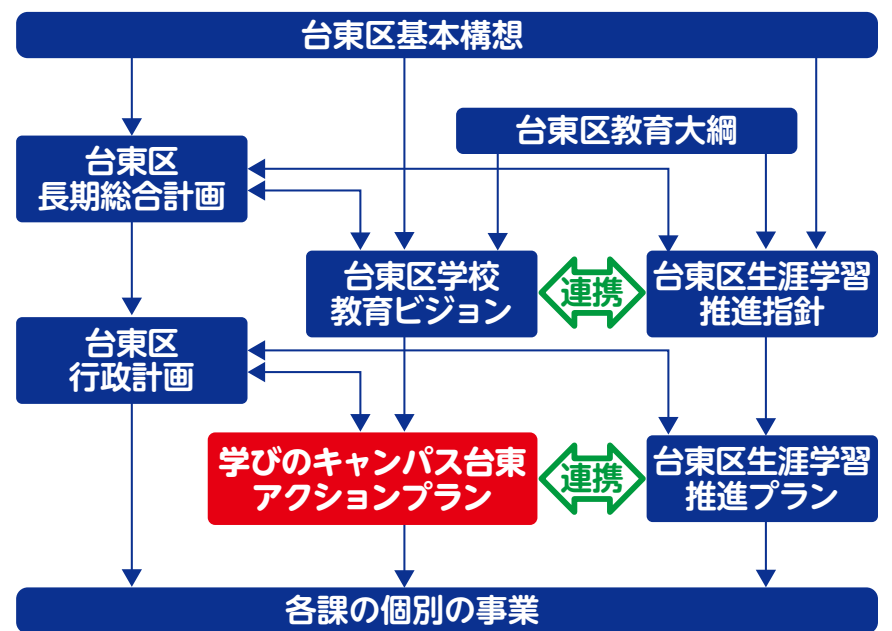 台東区基本構想
台東区教育大綱
台東区
長期総合計画
台東区学校
教育ビジョン
連携
台東区生涯学習
推進指針
台東区
行政計画
学びのキャンパス台東
アクションプラン
連携
台東区生涯学習
推進プラン
各課の個別の事業